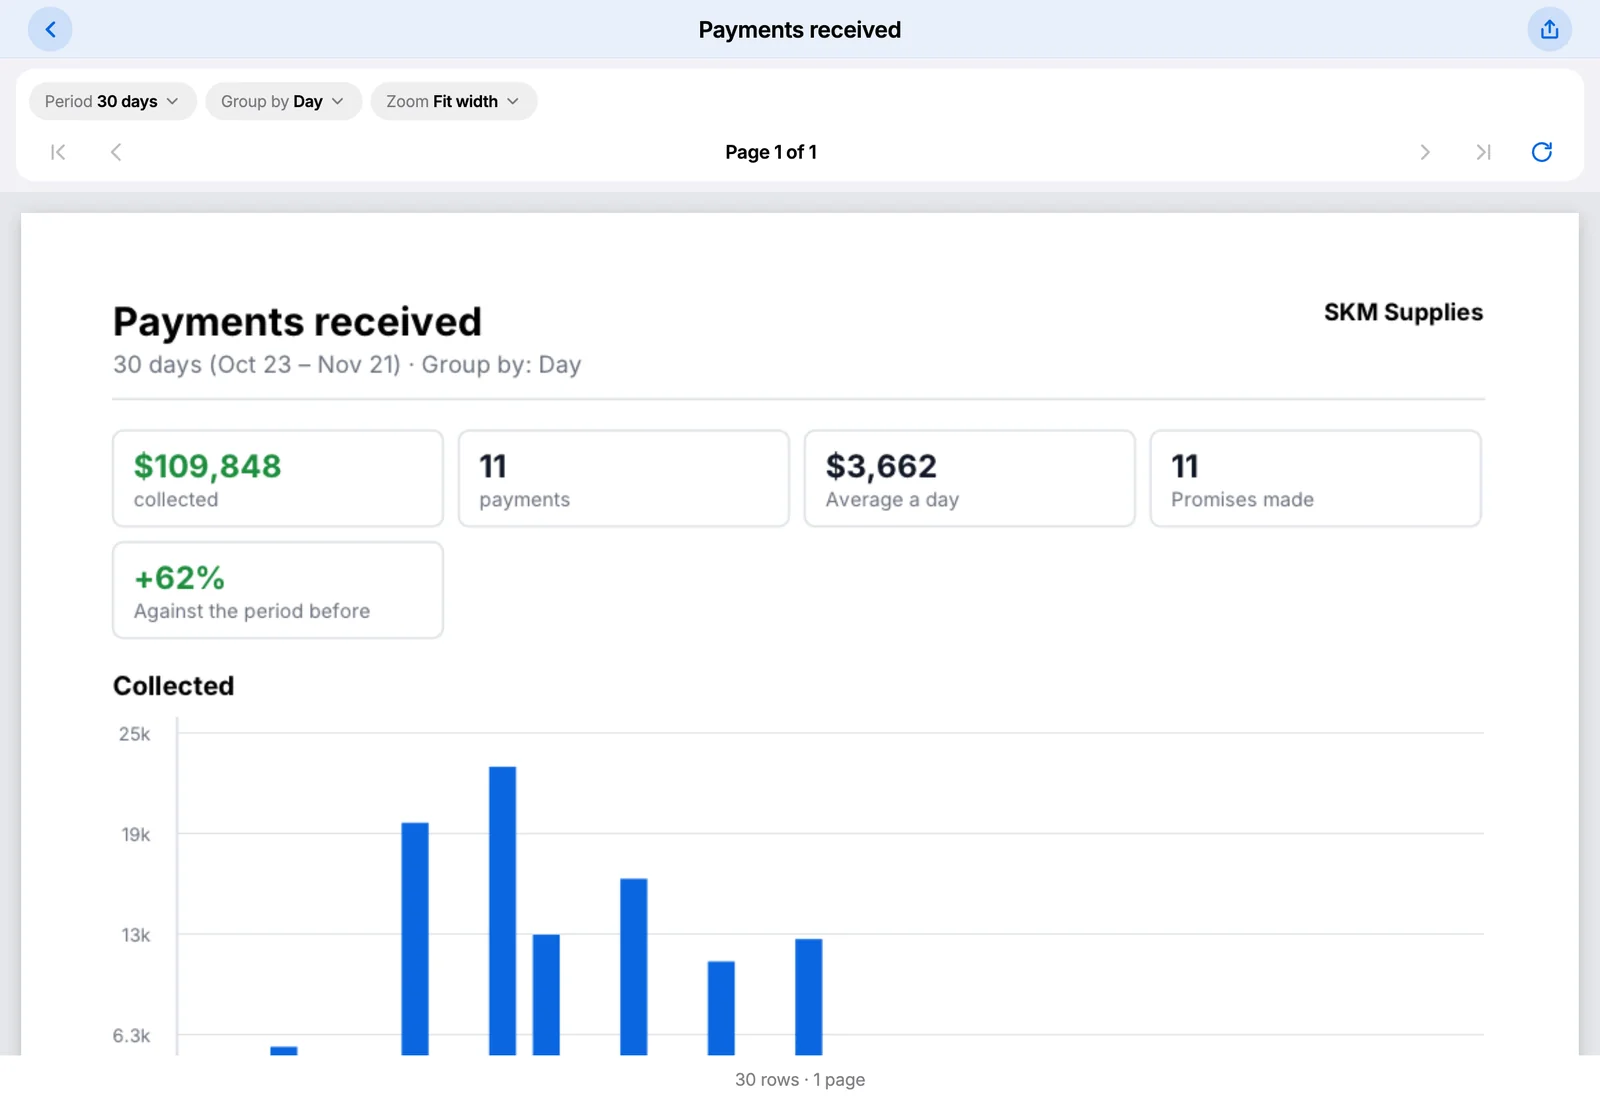 Payments received
Period 30 days
Group by Day
Zoom Fit width
Page 1 of 1
Payments received
SKM Supplies
30 days (Oct 23 – Nov 21) · Group by: Day
$109,848
collected
11
payments
$3,662
Average a day
11
Promises made
+62%
Against the period before
Collected
25k
19k
13k
6.3k
30 rows · 1 page